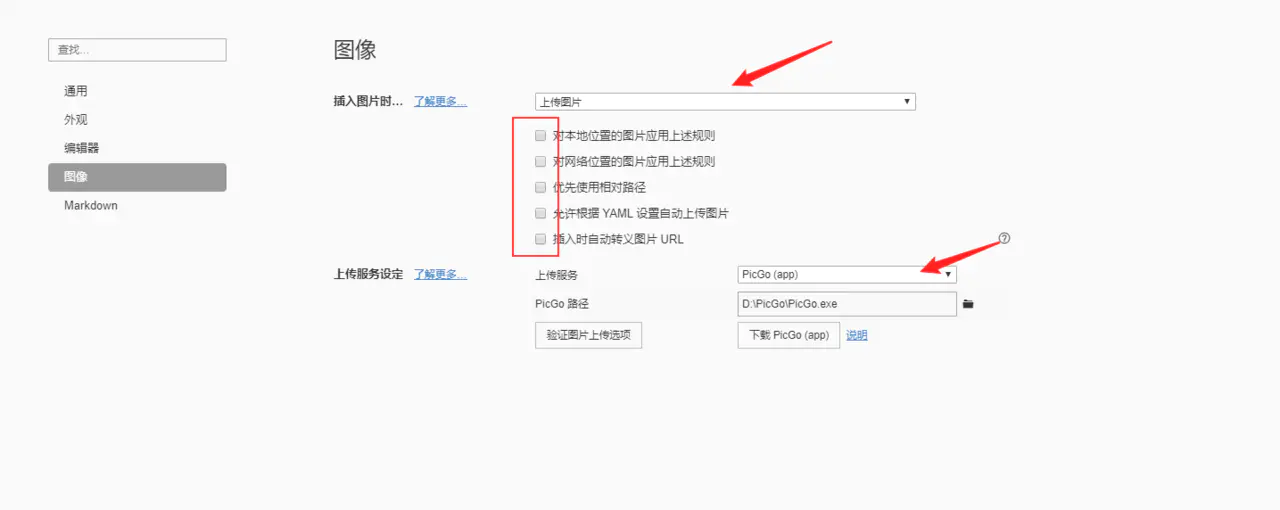 查找...
通用
外观
编辑器
图像
Markdown
图像
插入图片时... 了解更多... 上传图片
对本地位置的图片应用上述规则
对网络位置的图片应用上述规则
优先使用相对路径
允许根据 YAML 设置自动上传图片
插入时自动转义图片 URL
上传服务设定 了解更多... 上传服务 PicGo (app)
PicGo 路径 D:\PicGo\PicGo.exe
验证图片上传选项 下载 PicGo (app) 说明